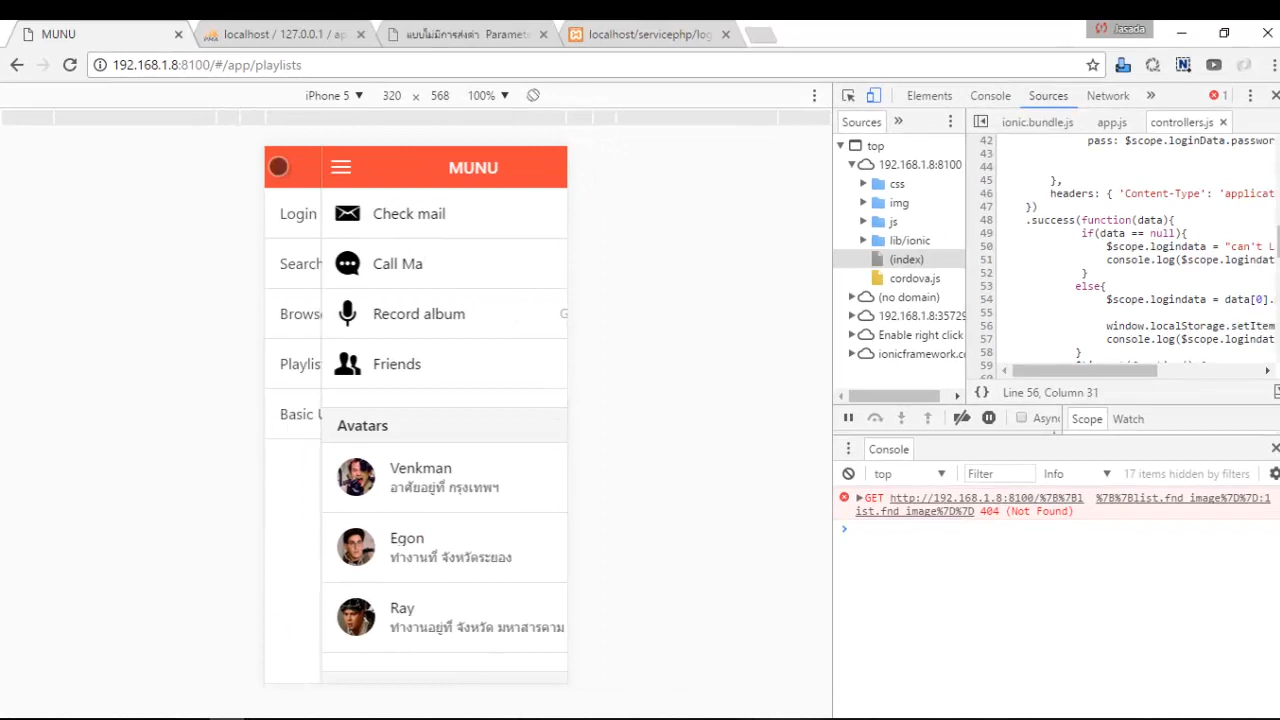 MUNU
localhost / 127.0.0.1 / ap
แบบไม่มีการส่งค่า Paramete
localhost/servicephp/log
Jasada
192.168.1.8:8100/#/app/playlists
iPhone 5 ▼ 320 × 568 100% ▼
Elements Console Sources Network » 1
Sources »
ionic.bundle.js app.js controllers.js ×
top
192.168.1.8:8100
css
img
js
lib/ionic
(index)
cordova.js
(no domain)
192.168.1.8:35729
Enable right click
ionicframework.co
42 pass: $scope.loginData.passwor
43
44
45 },
46 headers: { 'Content-Type': 'applicat
47 })
48 .success(function(data){
49 if(data == null){
50 $scope.logindata = "can't L
51 console.log($scope.logindat
52 }
53 else{
54 $scope.logindata = data[0].
55
56 window.localStorage.setItem
57 console.log($scope.logindat
58 }
59
{} Line 56, Column 31
Async
Scope Watch
Console
top ▼ Filter Info ▼ 17 items hidden by filters
GET http://192.168.1.8:8100/%7B%7Bl %7B%7Blist.fnd_image%7D%7D:1
ist.fnd_image%7D%7D 404 (Not Found)
MUNU
Login
Search
Browse
Playlis
Basic U
Check mail
Call Ma
Record album G
Friends
Avatars
Venkman
อาศัยอยู่ที่ กรุงเทพฯ
Egon
ทำงานที่ จังหวัดระยอง
Ray
ทำงานอยู่ที่ จังหวัด มหาสารคาม